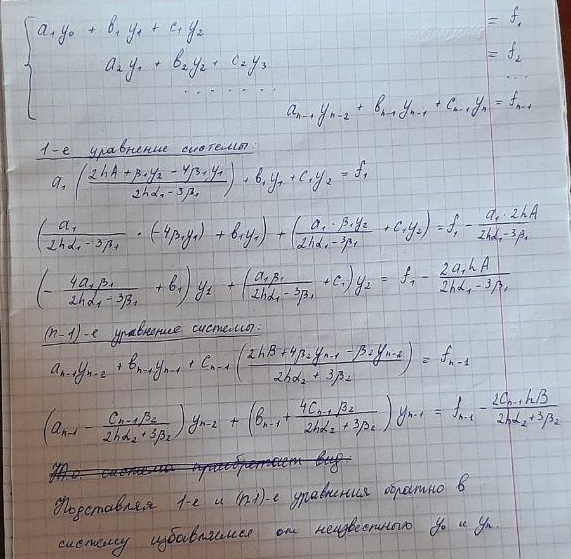 a₁y₀ + b₁y₁ + c₁y₂ = f₁
a₂y₁ + b₂y₂ + c₂y₃ = f₂
. . . . . . . . ...
aₙ₋₁yₙ₋₂ + bₙ₋₁yₙ₋₁ + cₙ₋₁yₙ = fₙ₋₁
1-е уравнение системы:
a₁ ((2hA + β₁y₂ - 4β₁y₁)/(2hα₁ - 3β₁)) + b₁y₁ + c₁y₂ = f₁
(a₁/(2hα₁ - 3β₁) · (-4β₁y₁) + b₁y₁) + (a₁ · β₁y₂/(2hα₁ - 3β₁) + c₁y₂) = f₁ - a₁ · 2hA/(2hα₁ - 3β₁)
(- 4a₁β₁/(2hα₁ - 3β₁) + b₁) y₁ + (a₁β₁/(2hα₁ - 3β₁) + c₁) y₂ = f₁ - 2a₁hA/(2hα₁ - 3β₁)
(n-1)-е уравнение системы:
aₙ₋₁yₙ₋₂ + bₙ₋₁yₙ₋₁ + cₙ₋₁ ((2hB + 4β₂yₙ₋₁ - β₂yₙ₋₂)/(2hα₂ + 3β₂)) = fₙ₋₁
(aₙ₋₁ - cₙ₋₁β₂/(2hα₂ + 3β₂)) yₙ₋₂ + (bₙ₋₁ + 4cₙ₋₁β₂/(2hα₂ + 3β₂)) yₙ₋₁ = fₙ₋₁ - 2cₙ₋₁hB/(2hα₂ + 3β₂)
Т.о система приобретает вид:
Подставляя 1-е и (n-1)-е уравнения обратно в
систему избавляемся от неизвестного y₀ и yₙ.